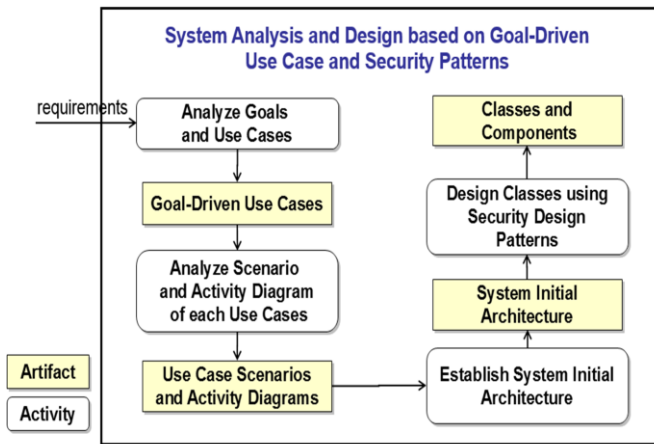 System Analysis and Design based on Goal-Driven
Use Case and Security Patterns
requirements
Analyze Goals
and Use Cases
Goal-Driven Use Cases
Analyze Scenario
and Activity Diagram
of each Use Cases
Use Case Scenarios
and Activity Diagrams
Establish System Initial
Architecture
System Initial
Architecture
Design Classes using
Security Design
Patterns
Classes and
Components
Artifact
Activity